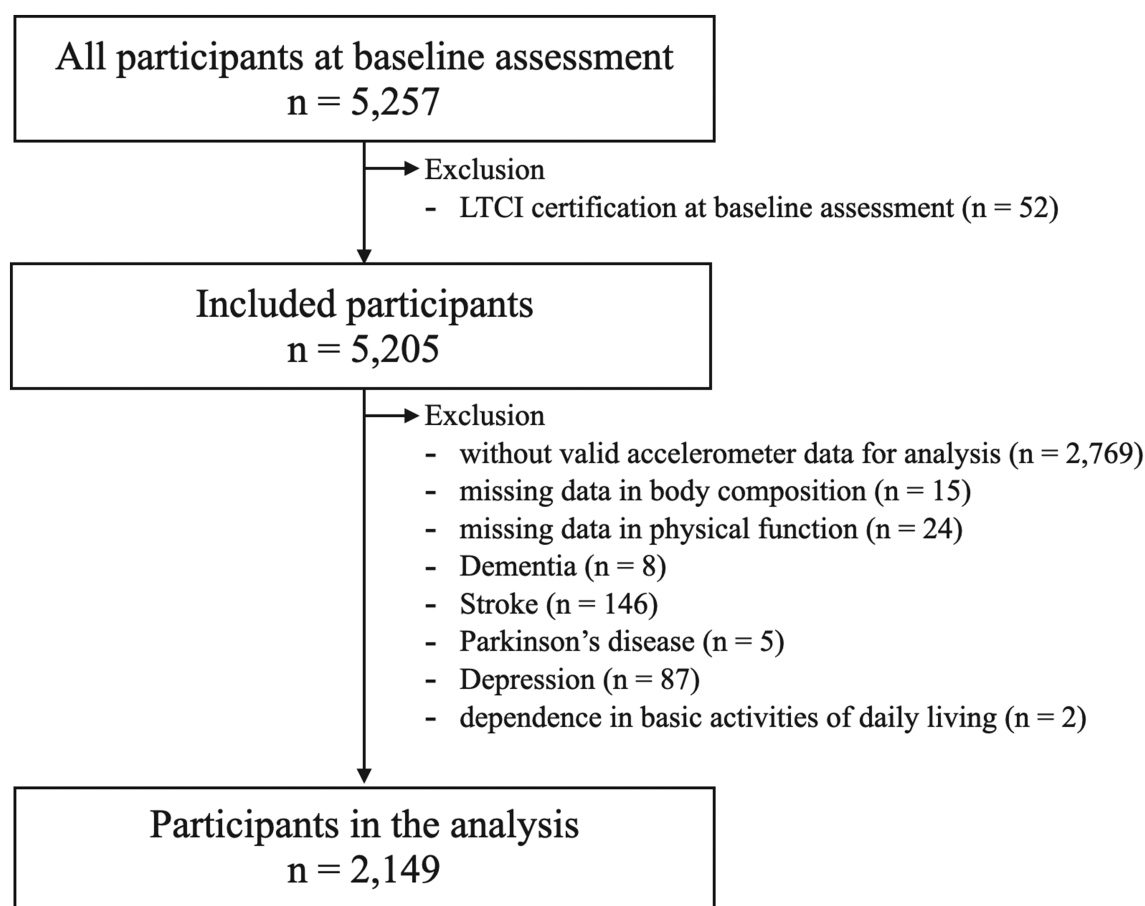 All participants at baseline assessment
n = 5,257
Exclusion
- LTCI certification at baseline assessment (n = 52)
Included participants
n = 5,205
Exclusion
- without valid accelerometer data for analysis (n = 2,769)
- missing data in body composition (n = 15)
- missing data in physical function (n = 24)
- Dementia (n = 8)
- Stroke (n = 146)
- Parkinson’s disease (n = 5)
- Depression (n = 87)
- dependence in basic activities of daily living (n = 2)
Participants in the analysis
n = 2,149